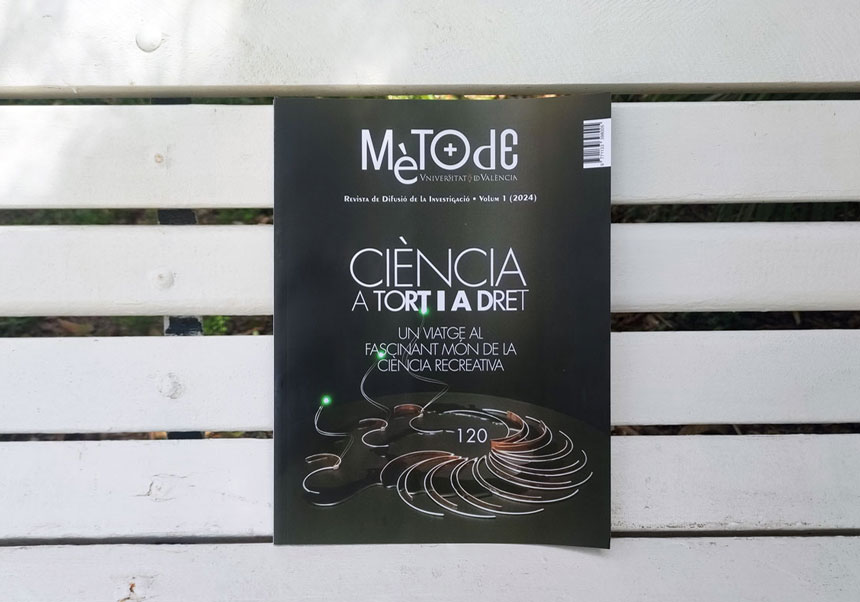 MèTOdE
VNIVERSITAT ID VALÈNCIA
Revista de Difusió de la Investigació • Volum 1 (2024)
CIÈNCIA
A TORT I A DRET
UN VIATGE AL
FASCINANT MÓN DE LA
CIÈNCIA RECREATIVA
120